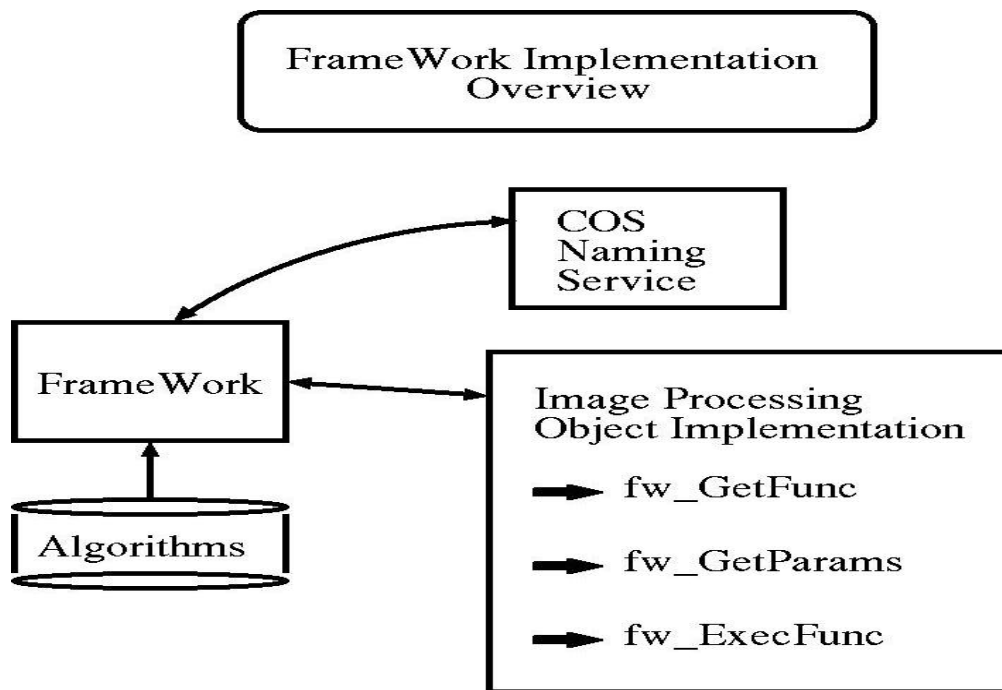 FrameWork Implementation
Overview
COS
Naming
Service
FrameWork
Image Processing
Object Implementation
fw_GetFunc
Algorithms
fw_GetParams
fw_ExecFunc